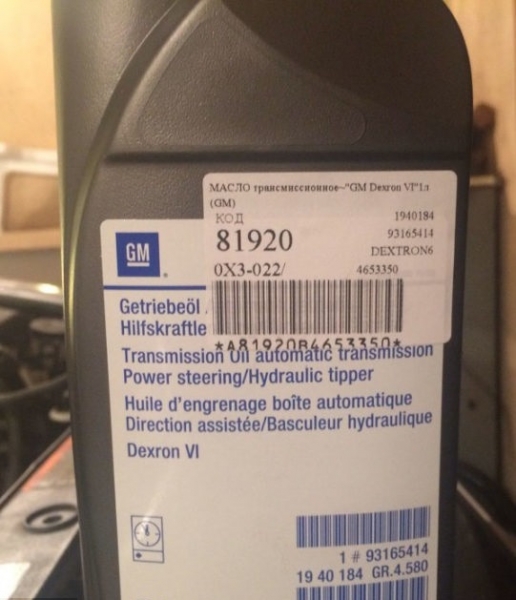 МАСЛО трансмиссионное~"GM Dexron VI"1л
(GM)
КОД 1940184
81920 93165414
DEXTRON6
0X3-022/ 4653350
*A81920B4653350*
GM
Getriebeöl
Hilfskraftle
Transmission Oil automatic transmission
Power steering/Hydraulic tipper
Huile d'engrenage boîte automatique
Direction assistée/Basculeur hydraulique
Dexron VI
1 # 93165414
19 40 184 GR.4.580